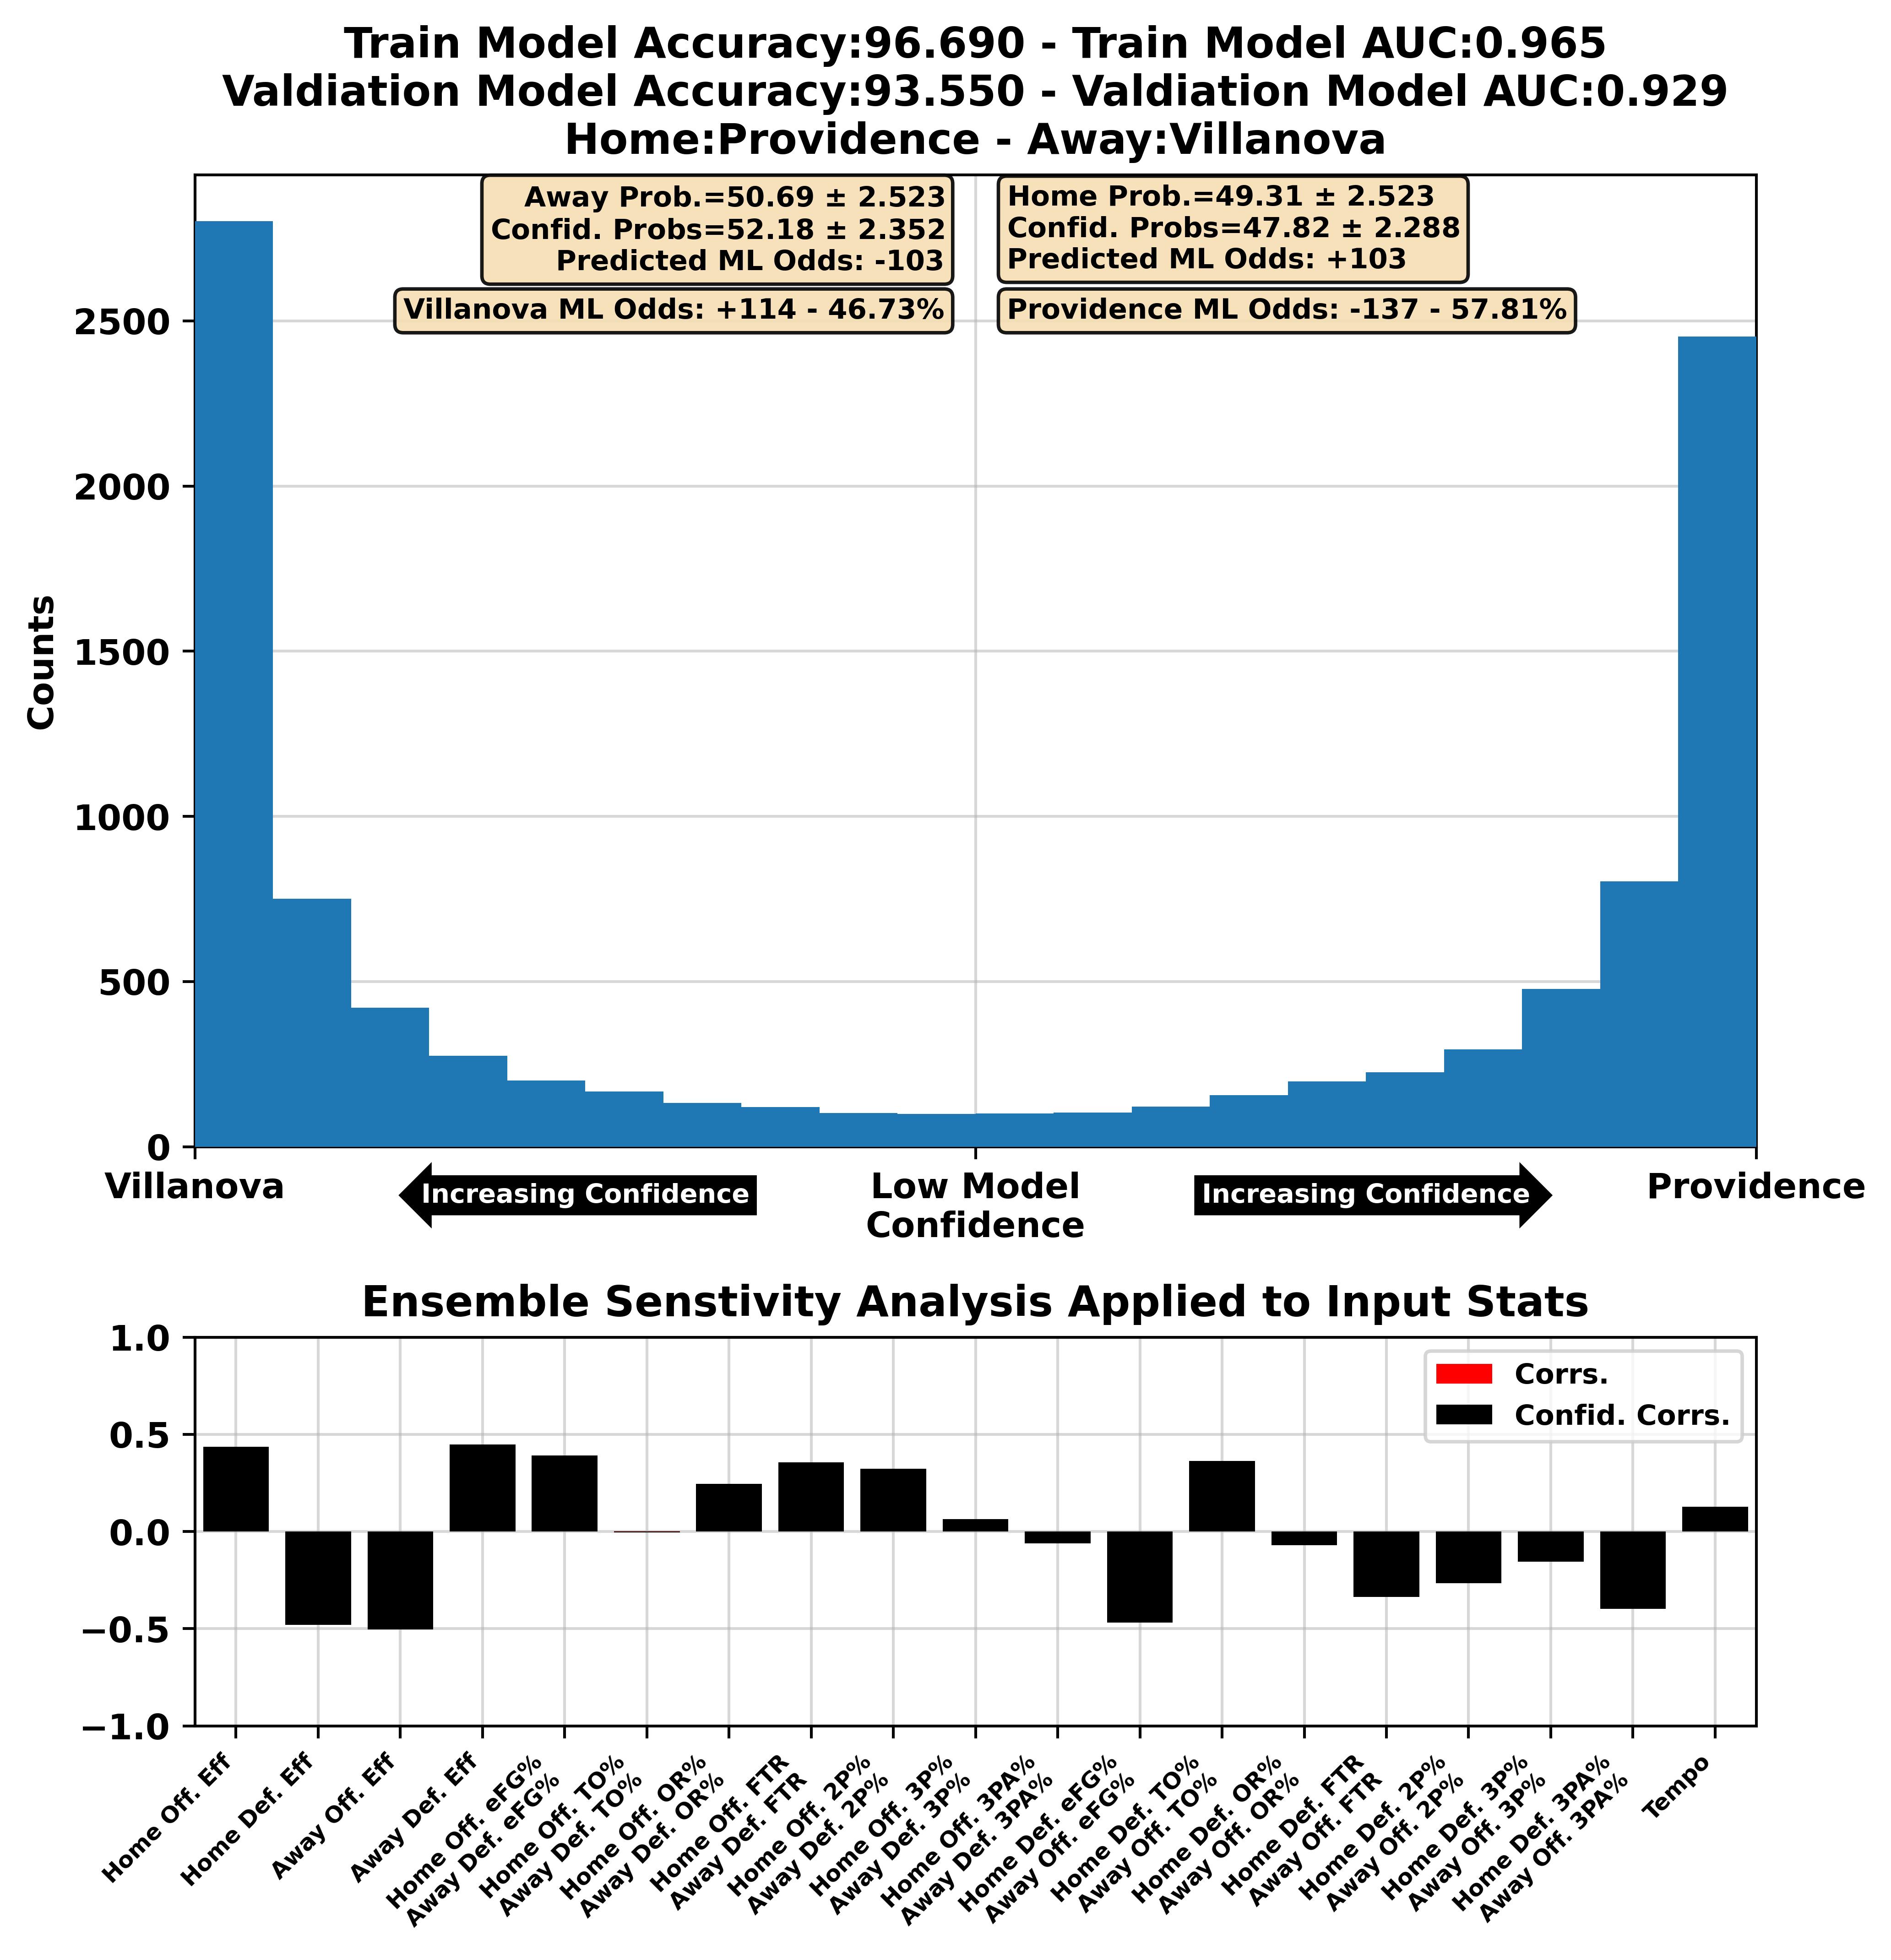 Train Model Accuracy:96.690 - Train Model AUC:0.965
Valdiation Model Accuracy:93.550 - Valdiation Model AUC:0.929
Home:Providence - Away:Villanova
Away Prob.=50.69 ± 2.523
Confid. Probs=52.18 ± 2.352
Predicted ML Odds: -103
Home Prob.=49.31 ± 2.523
Confid. Probs=47.82 ± 2.288
Predicted ML Odds: +103
Villanova ML Odds: +114 - 46.73%
Providence ML Odds: -137 - 57.81%
Counts
2500
2000
1500
1000
500
0
Villanova
Increasing Confidence
Low Model
Confidence
Increasing Confidence
Providence
Ensemble Senstivity Analysis Applied to Input Stats
1.0
0.5
0.0
−0.5
−1.0
Corrs.
Confid. Corrs.
Home Off. Eff
Home Def. Eff
Away Off. Eff
Away Def. Eff
Home Off. eFG%
Away Def. eFG%
Home Off. TO%
Away Def. TO%
Home Off. OR%
Away Def. OR%
Home Off. FTR
Away Def. FTR
Home Off. 2P%
Away Def. 2P%
Home Off. 3P%
Away Def. 3P%
Home Off. 3PA%
Away Def. 3PA%
Home Def. eFG%
Away Off. eFG%
Home Def. TO%
Away Off. TO%
Home Def. OR%
Away Off. OR%
Home Def. FTR
Away Off. FTR
Home Def. 2P%
Away Off. 2P%
Home Def. 3P%
Away Off. 3P%
Home Def. 3PA%
Away Off. 3PA%
Tempo